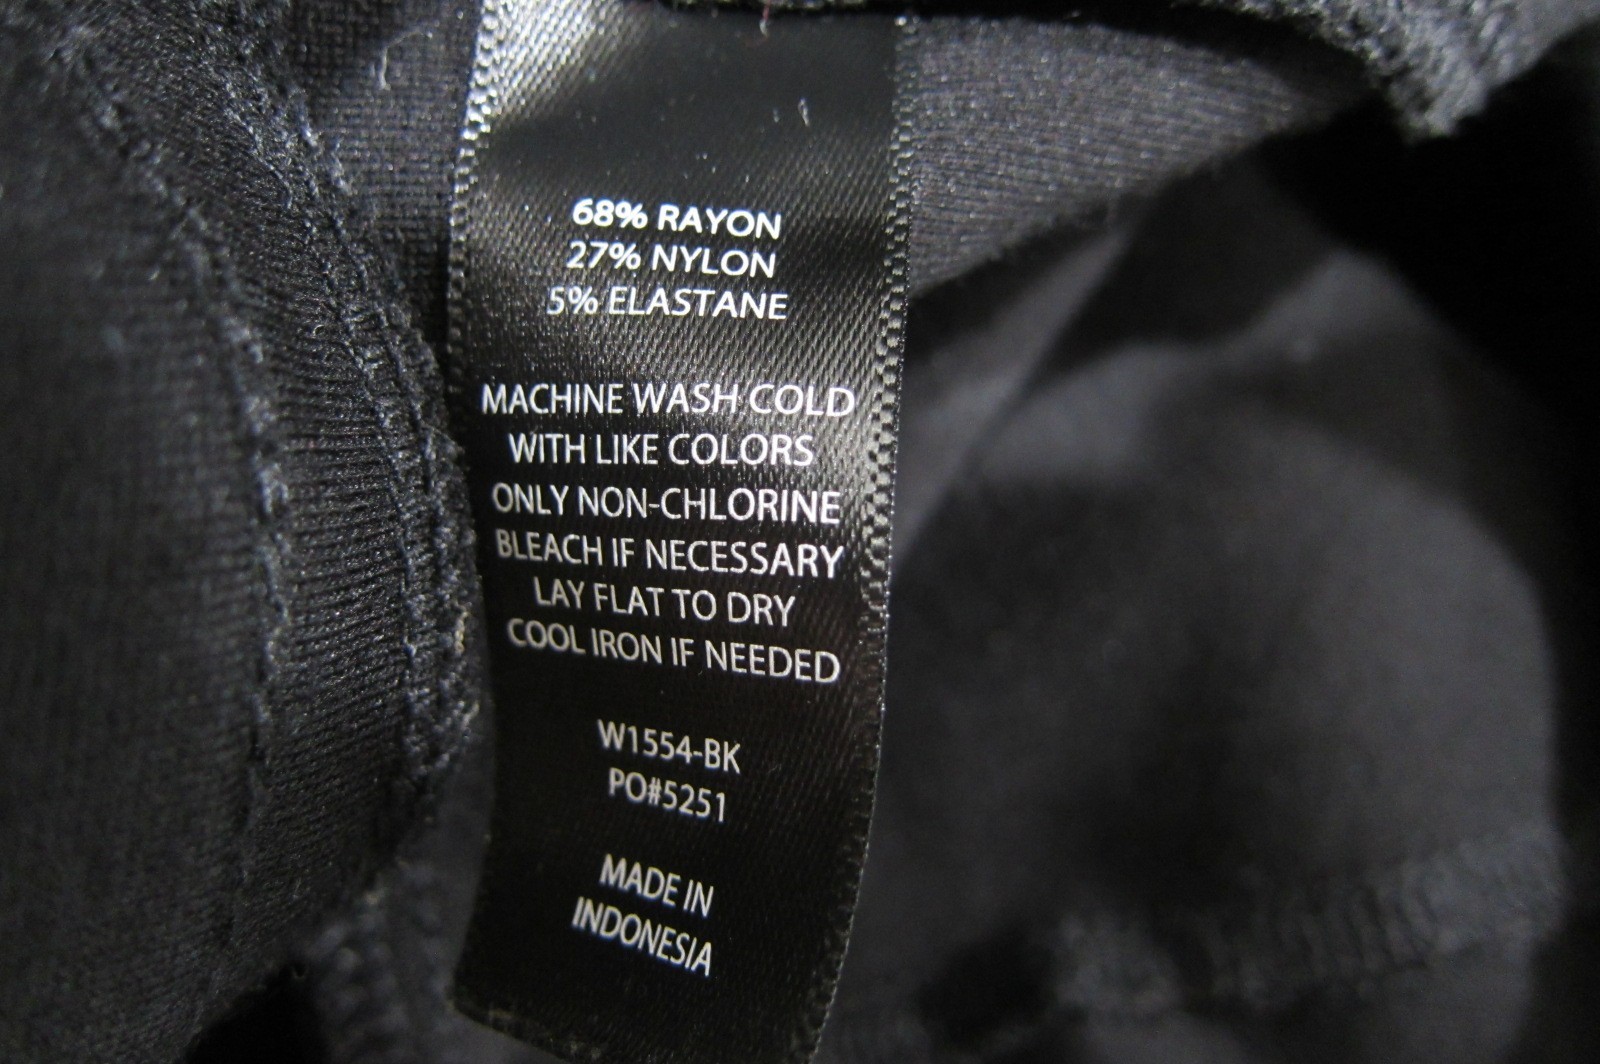 68% RAYON
27% NYLON
5% ELASTANE
MACHINE WASH COLD
WITH LIKE COLORS
ONLY NON-CHLORINE
BLEACH IF NECESSARY
LAY FLAT TO DRY
COOL IRON IF NEEDED
W1554-BK
PO#5251
MADE IN
INDONESIA